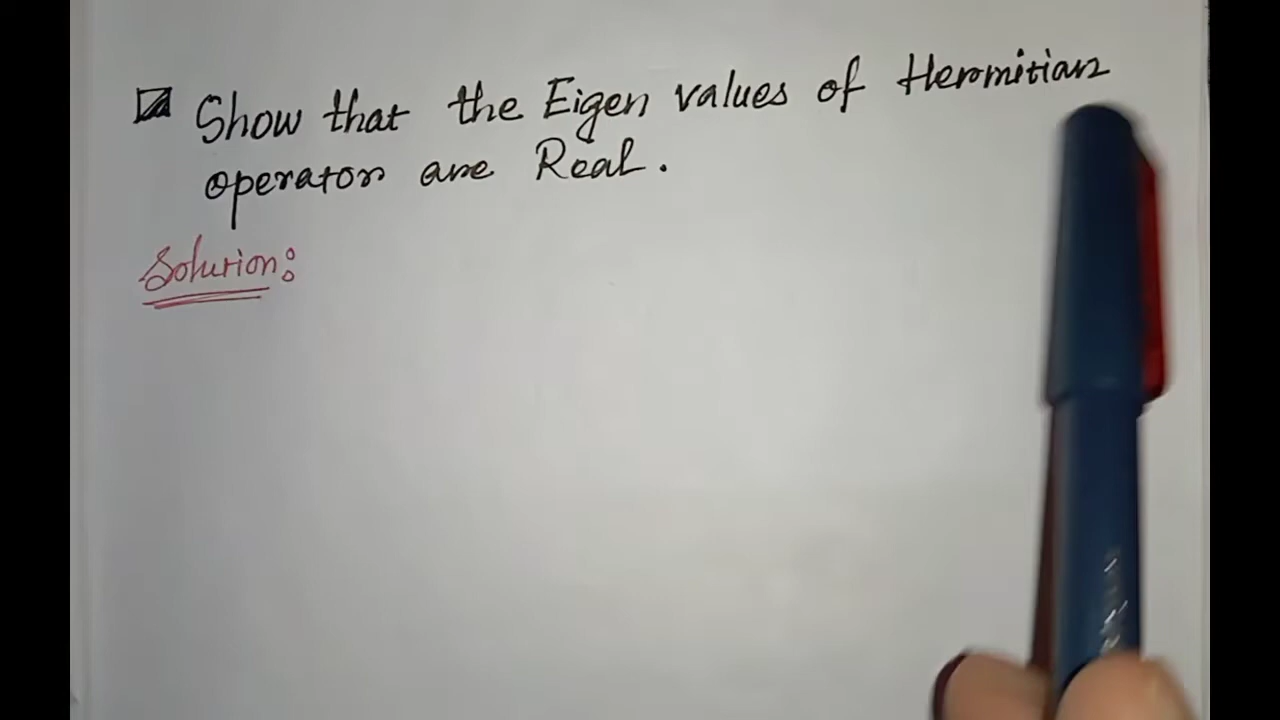 Show that the Eigen values of Hermitian
operator are Real.
Solution: